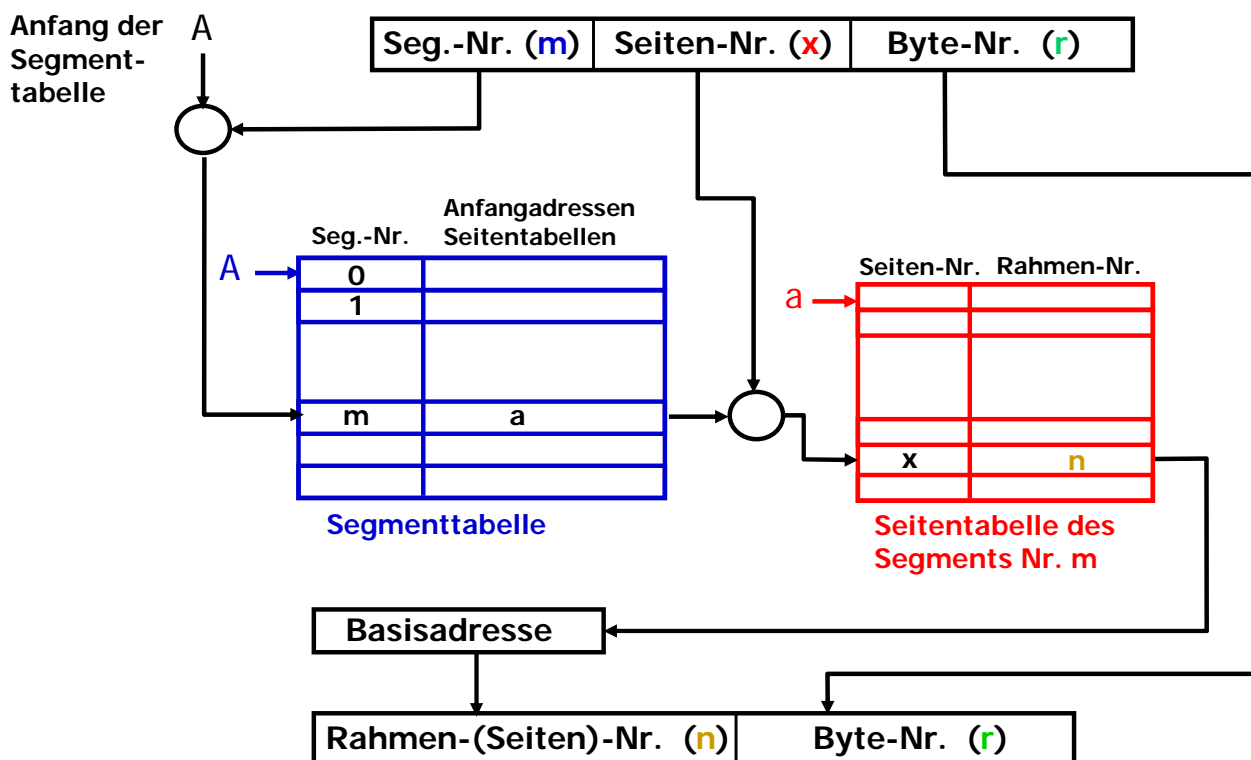 Anfang der
Segment-
tabelle
A
Seg.-Nr. (m)
Seiten-Nr. (x)
Byte-Nr. (r)
Seg.-Nr.
Anfangadressen
Seitentabellen
A
0
1
m
a
Segmenttabelle
Seiten-Nr.
Rahmen-Nr.
a
x
n
Seitentabelle des
Segments Nr. m
Basisadresse
Rahmen-(Seiten)-Nr. (n)
Byte-Nr. (r)